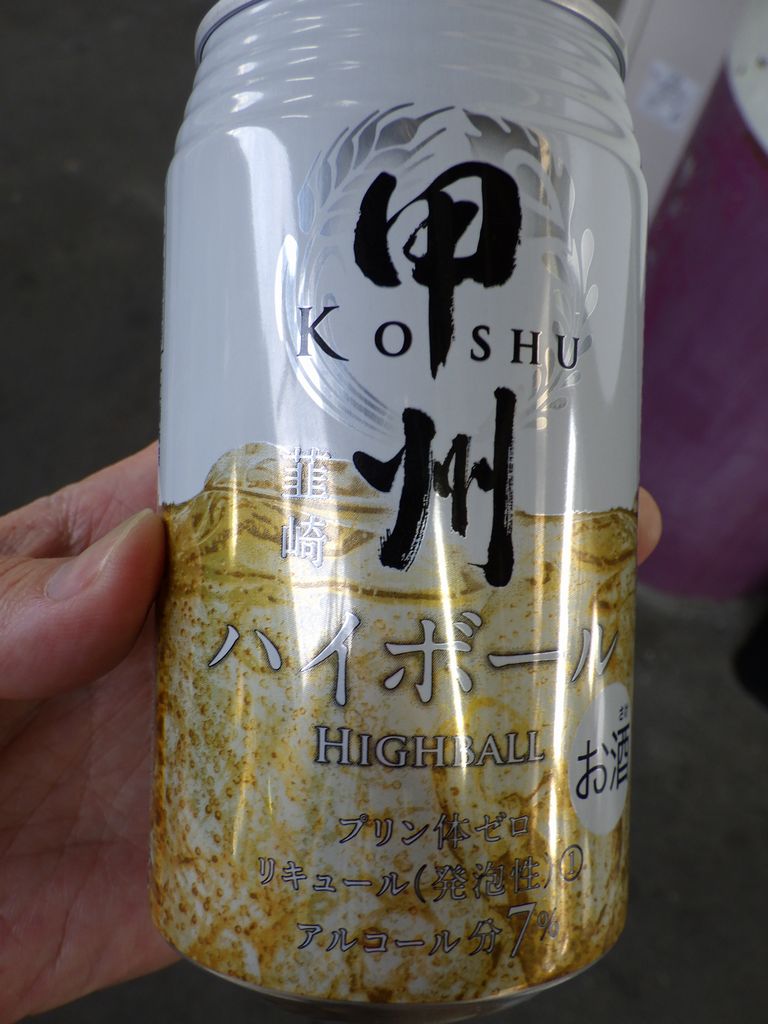 甲州
KOSHU
韮崎
ハイボール
HIGHBALL
お酒
プリン体ゼロ
リキュール(発泡性)①
アルコール分7%